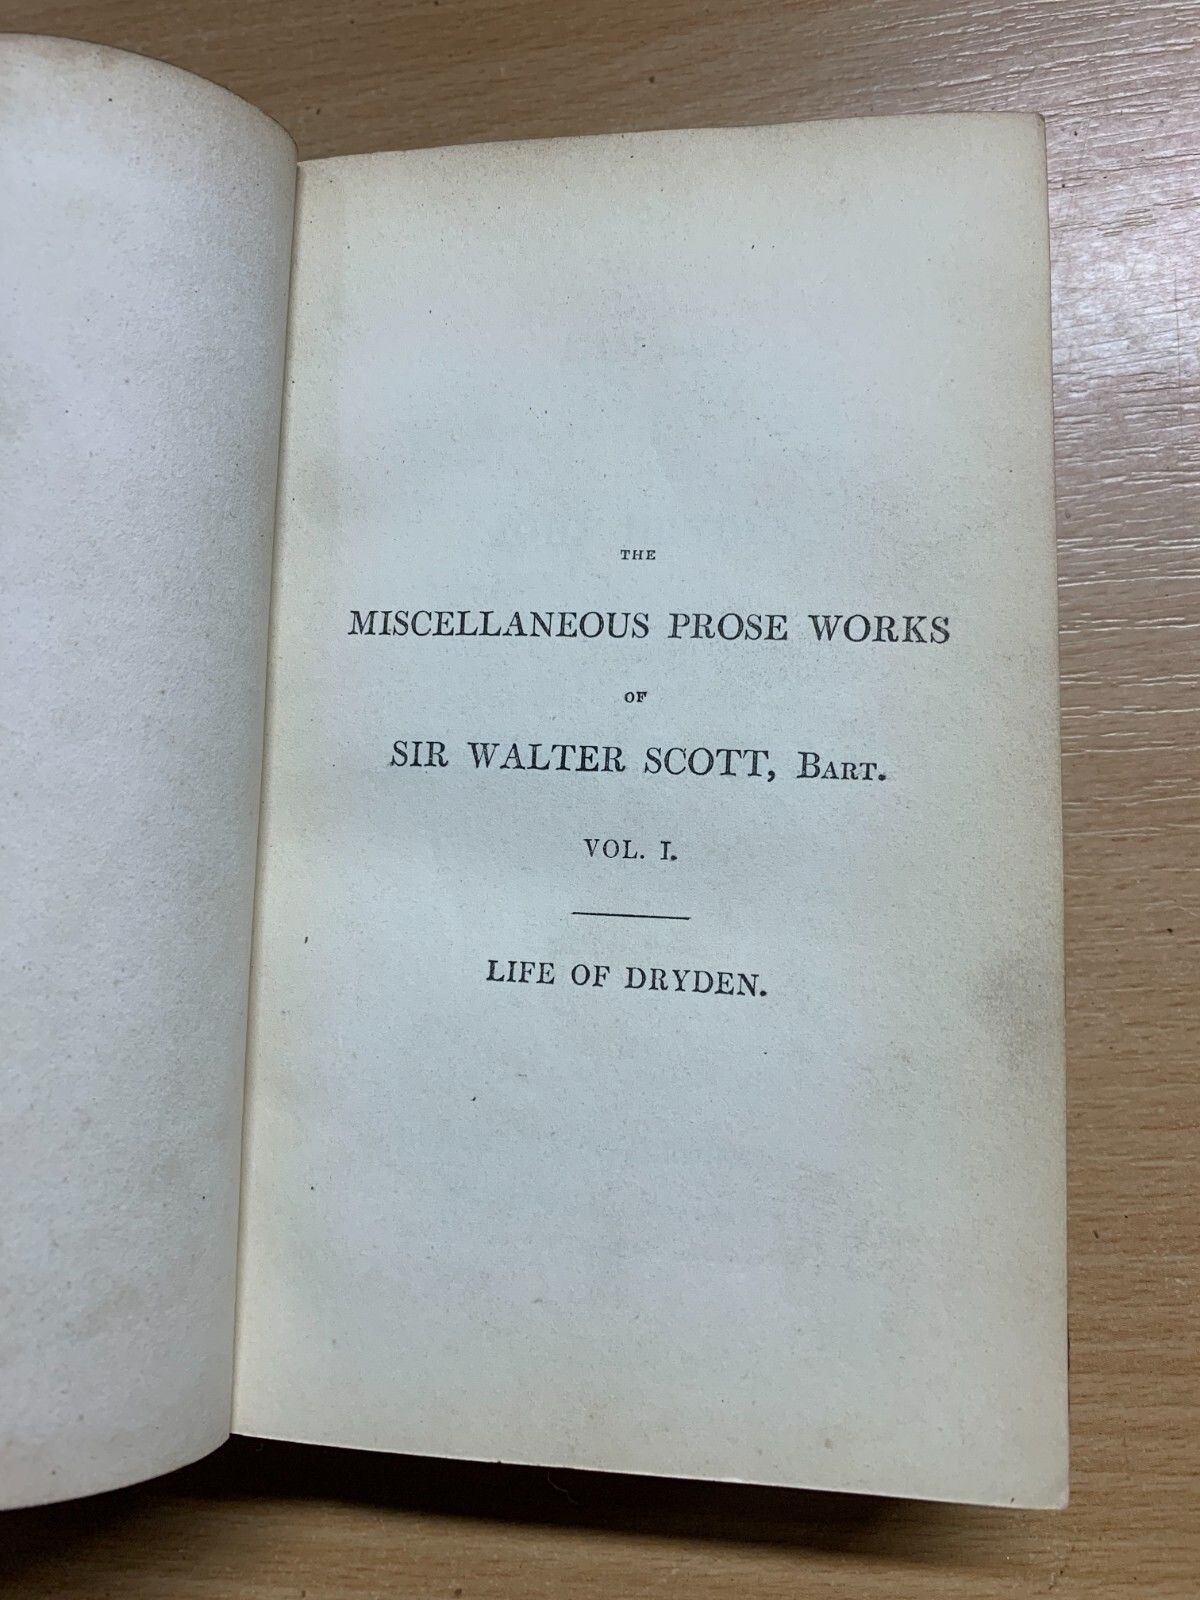 THE
MISCELLANEOUS PROSE WORKS
OF
SIR WALTER SCOTT, BART.
VOL. I.
LIFE OF DRYDEN.